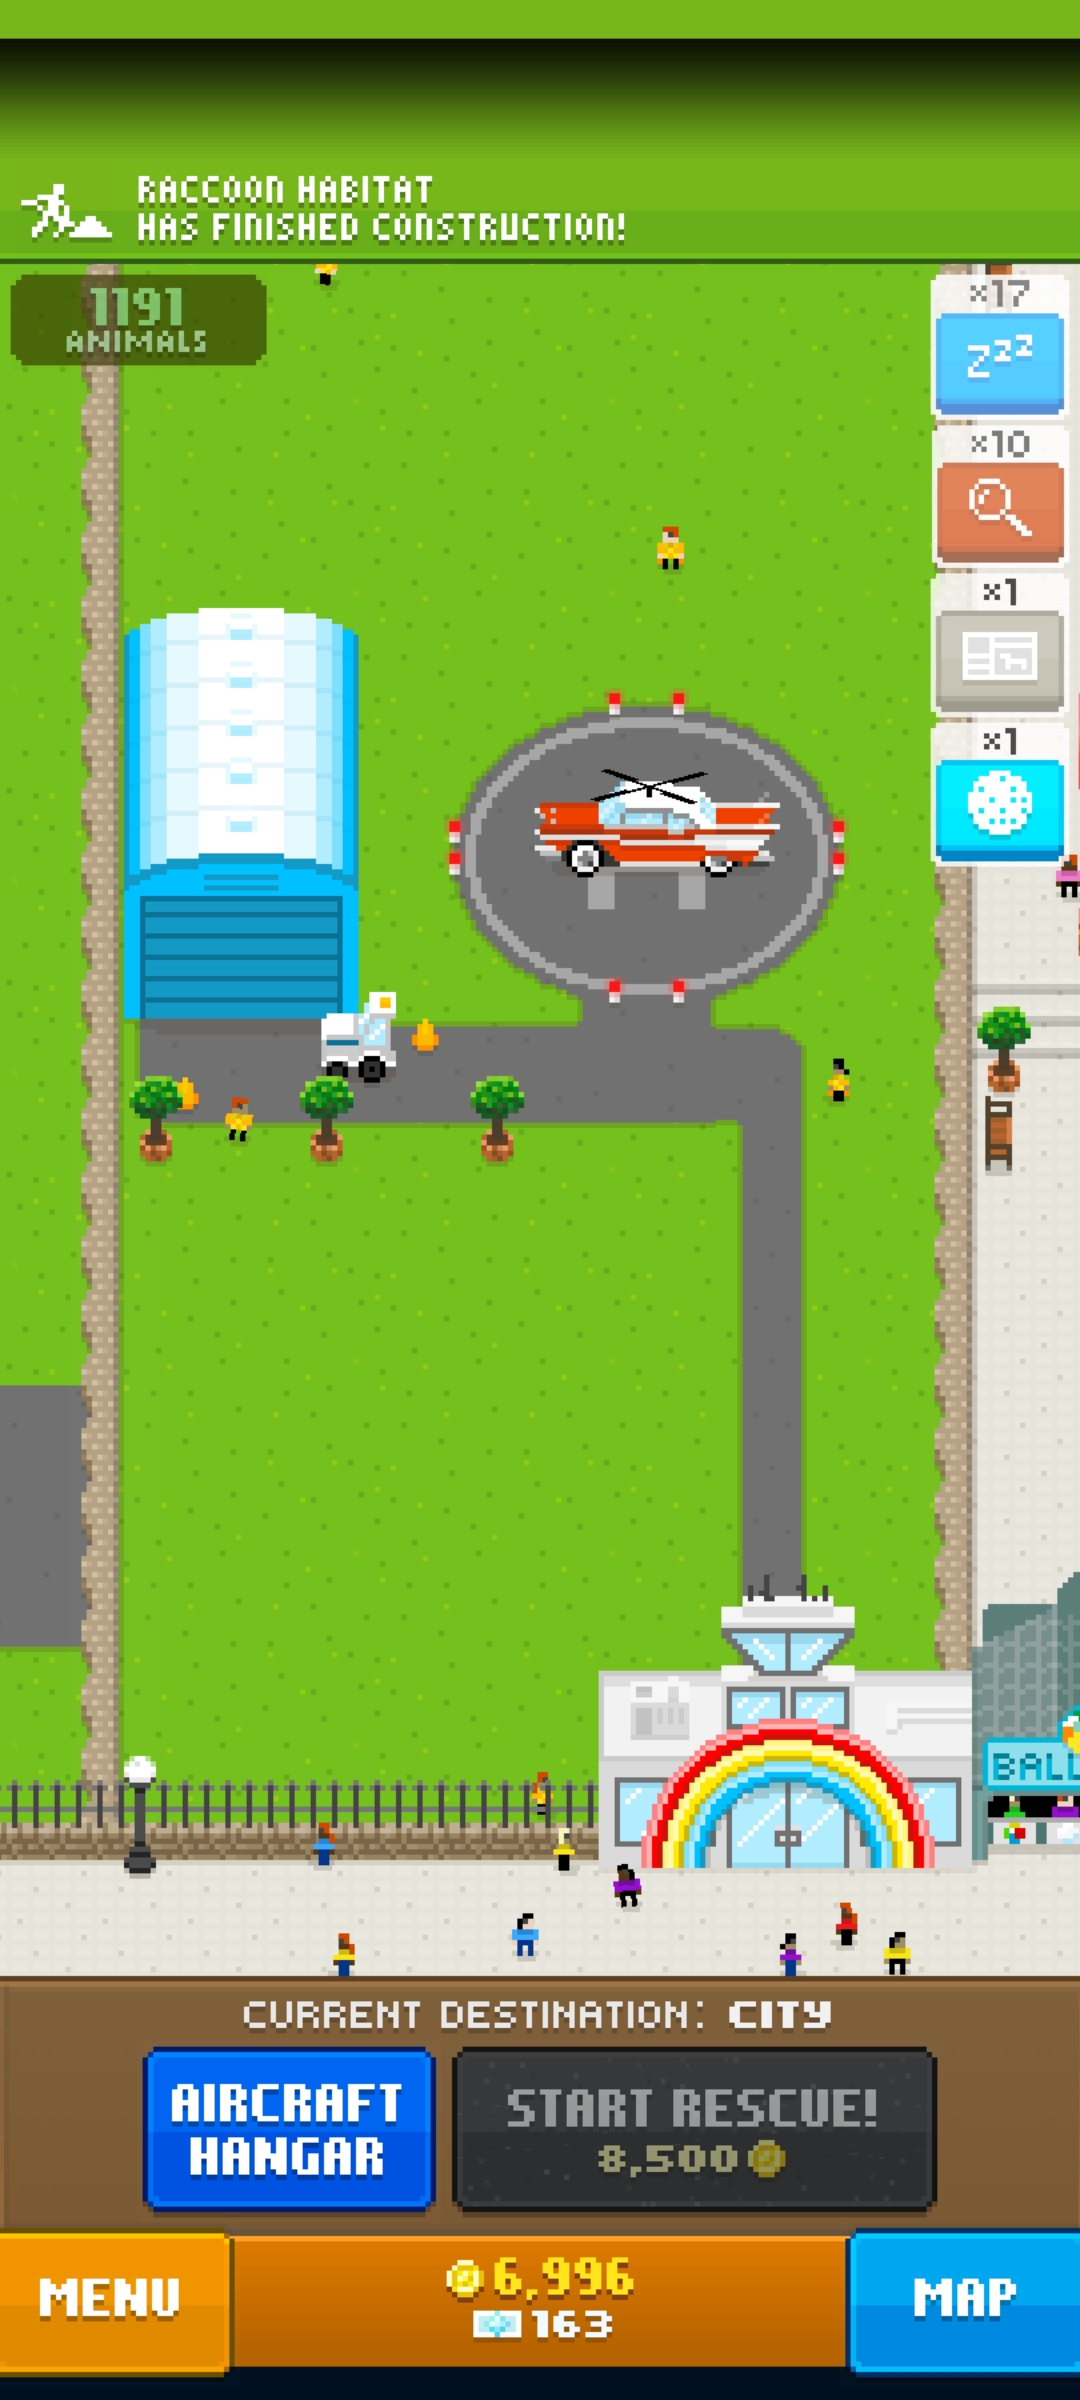 RACCOON HABITAT
HAS FINISHED CONSTRUCTION!
1191
ANIMALS
x17
zzz
x10
x1
x1
BALL
CURRENT DESTINATION: CITY
AIRCRAFT
HANGAR
START RESCUE!
8,500
MENU
6,996
163
MAP